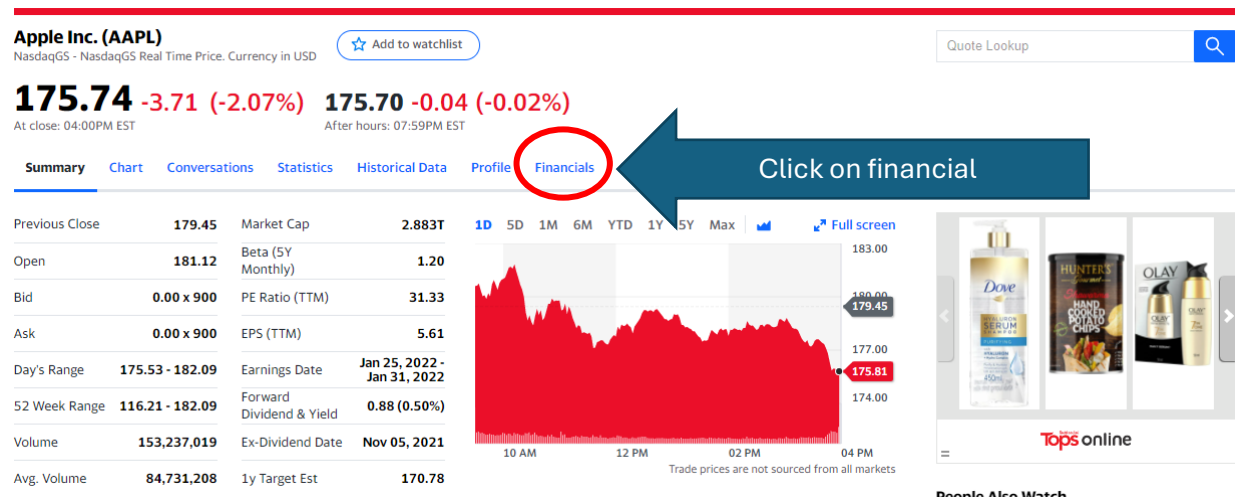 Apple Inc. (AAPL)
NasdaqGS - NasdaqGS Real Time Price. Currency in USD
Add to watchlist
Quote Lookup
175.74 -3.71 (-2.07%) 175.70 -0.04 (-0.02%)
At close: 04:00PM EST After hours: 07:59PM EST
Summary Chart Conversations Statistics Historical Data Profile Financials
Click on financial
Previous Close 179.45 Market Cap 2.883T
Open 181.12 Beta (5Y Monthly) 1.20
Bid 0.00 x 900 PE Ratio (TTM) 31.33
Ask 0.00 x 900 EPS (TTM) 5.61
Day's Range 175.53 - 182.09 Earnings Date Jan 25, 2022 - Jan 31, 2022
52 Week Range 116.21 - 182.09 Forward Dividend & Yield 0.88 (0.50%)
Volume 153,237,019 Ex-Dividend Date Nov 05, 2021
Avg. Volume 84,731,208 1y Target Est 170.78
1D 5D 1M 6M YTD 1Y 5Y Max Full screen
183.00
180.00
179.45
177.00
175.81
174.00
10 AM 12 PM 02 PM 04 PM
Trade prices are not sourced from all markets
Dove
HYALURON
SERUM
SHAMPOO
450ml
HUNTER'S
Gourmet
HAND
COOKED
POTATO
CHIPS
OLAY
Tops online
People Also Watch